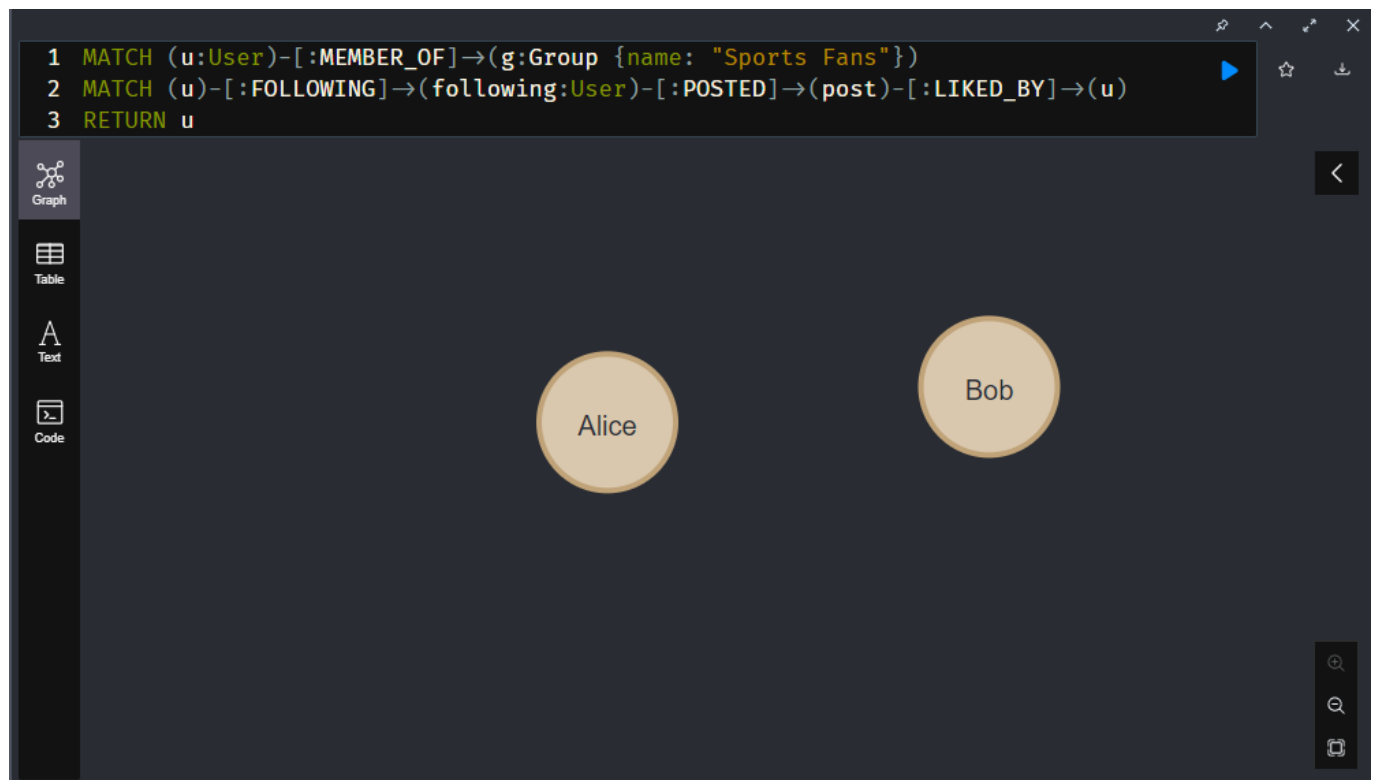 1 MATCH (u:User)-[:MEMBER_OF]→(g:Group {name: "Sports Fans"})
2 MATCH (u)-[:FOLLOWING]→(following:User)-[:POSTED]→(post)-[:LIKED_BY]→(u)
3 RETURN u
Graph
Table
A
Text
Code
Alice
Bob